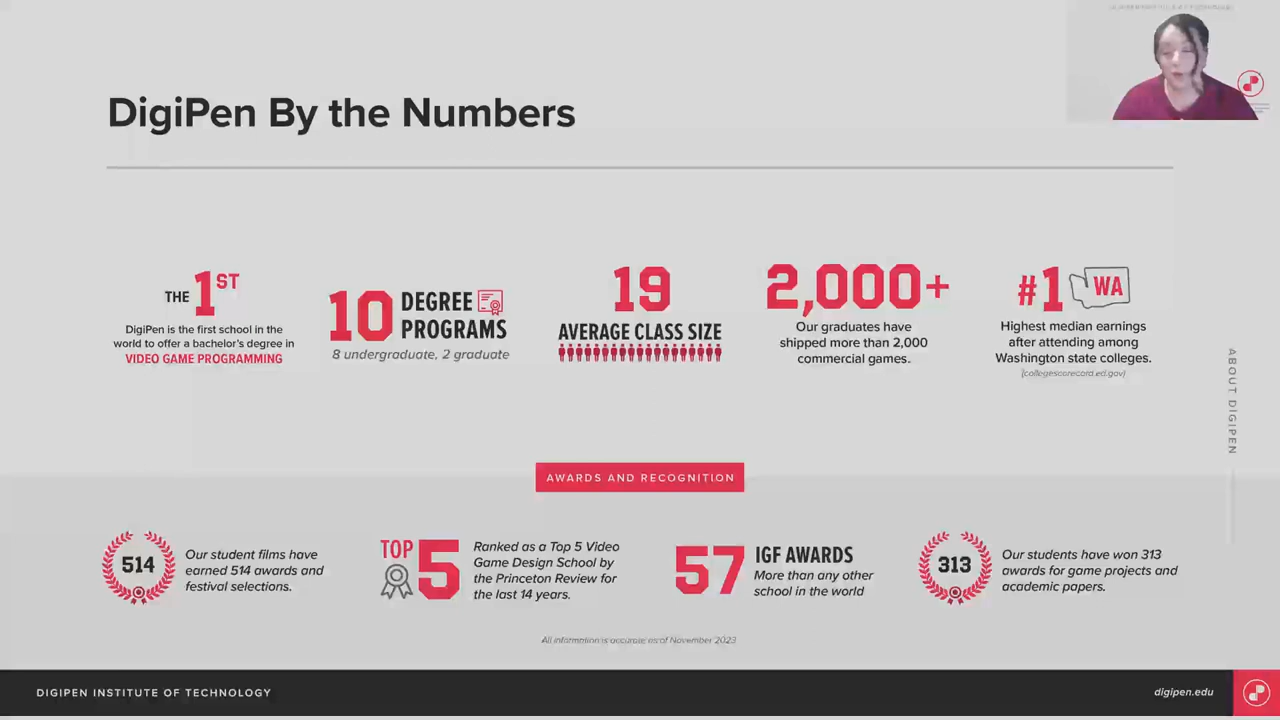 DigiPen By the Numbers
THE 1ST
DigiPen is the first school in the
world to offer a bachelor's degree in
VIDEO GAME PROGRAMMING
10 DEGREE
PROGRAMS
8 undergraduate, 2 graduate
19
AVERAGE CLASS SIZE
2,000+
Our graduates have
shipped more than 2,000
commercial games.
#1 WA
Highest median earnings
after attending among
Washington state colleges.
(collegescorecard.ed.gov)
ABOUT DIGIPEN
AWARDS AND RECOGNITION
514
Our student films have
earned 514 awards and
festival selections.
TOP 5
Ranked as a Top 5 Video
Game Design School by
the Princeton Review for
the last 14 years.
57 IGF AWARDS
More than any other
school in the world
313
Our students have won 313
awards for game projects and
academic papers.
All information is accurate as of November 2023
DIGIPEN INSTITUTE OF TECHNOLOGY
digipen.edu